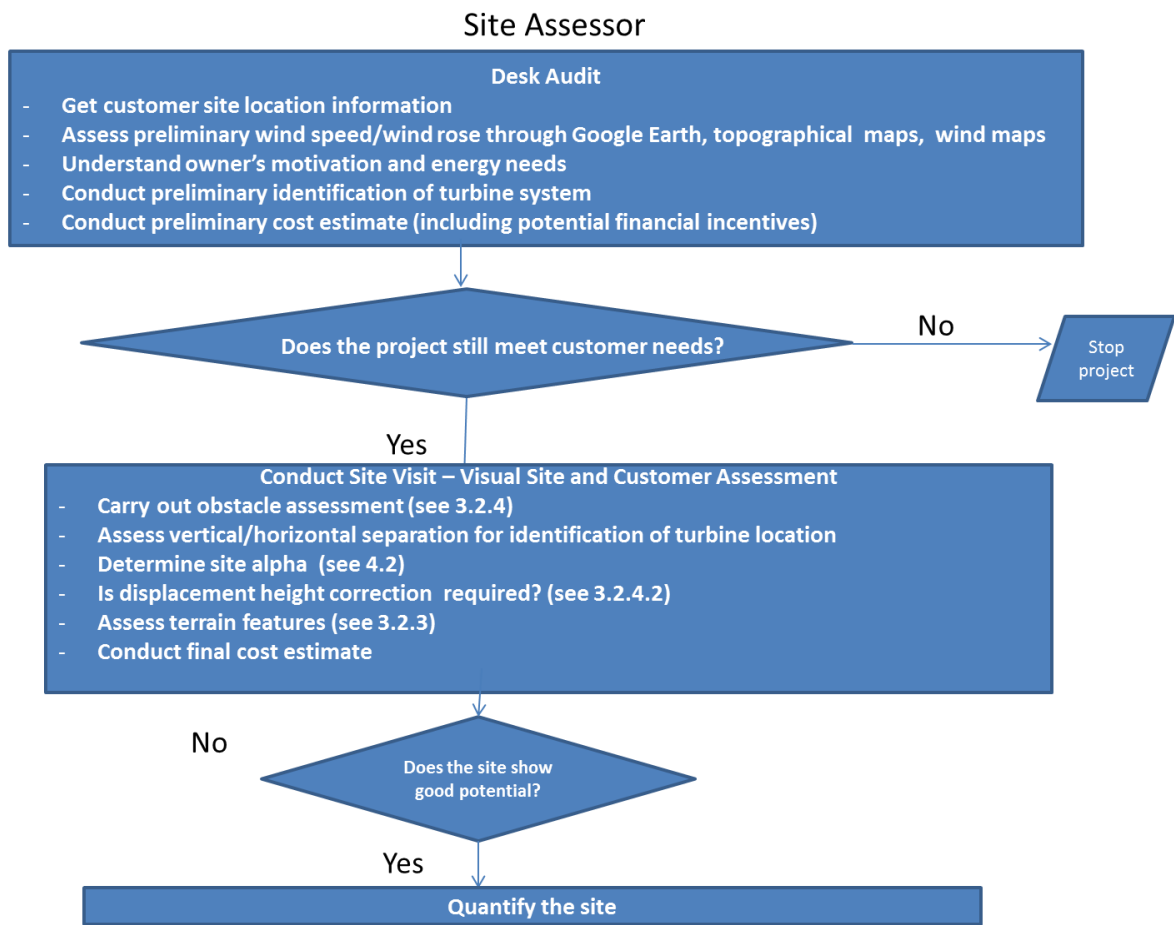 Site Assessor
Desk Audit
- Get customer site location information
- Assess preliminary wind speed/wind rose through Google Earth, topographical maps, wind maps
- Understand owner’s motivation and energy needs
- Conduct preliminary identification of turbine system
- Conduct preliminary cost estimate (including potential financial incentives)
Does the project still meet customer needs?
No
Stop
project
Yes
Conduct Site Visit – Visual Site and Customer Assessment
- Carry out obstacle assessment (see 3.2.4)
- Assess vertical/horizontal separation for identification of turbine location
- Determine site alpha (see 4.2)
- Is displacement height correction required? (see 3.2.4.2)
- Assess terrain features (see 3.2.3)
- Conduct final cost estimate
No
Does the site show
good potential?
Yes
Quantify the site